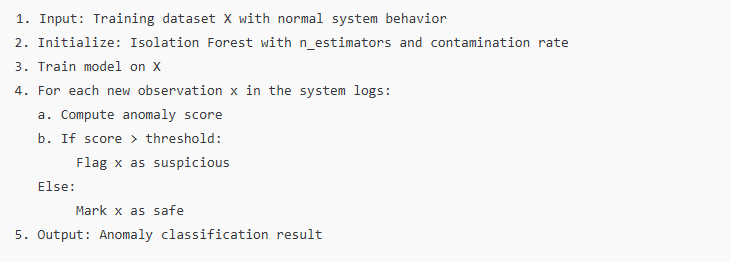 1. Input: Training dataset X with normal system behavior
2. Initialize: Isolation Forest with n_estimators and contamination rate
3. Train model on X
4. For each new observation x in the system logs:
a. Compute anomaly score
b. If score > threshold:
Flag x as suspicious
Else:
Mark x as safe
5. Output: Anomaly classification result